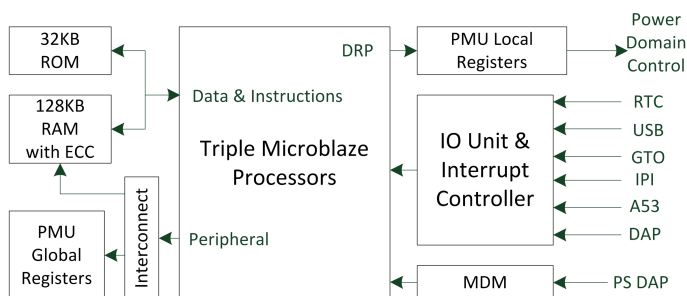 32KB
ROM
128KB
RAM
with ECC
PMU
Global
Registers
Interconnect
Data & Instructions
Triple Microblaze
Processors
Peripheral
DRP
PMU Local
Registers
Power
Domain
Control
IO Unit &
Interrupt
Controller
RTC
USB
GTO
IPI
A53
DAP
MDM
PS DAP